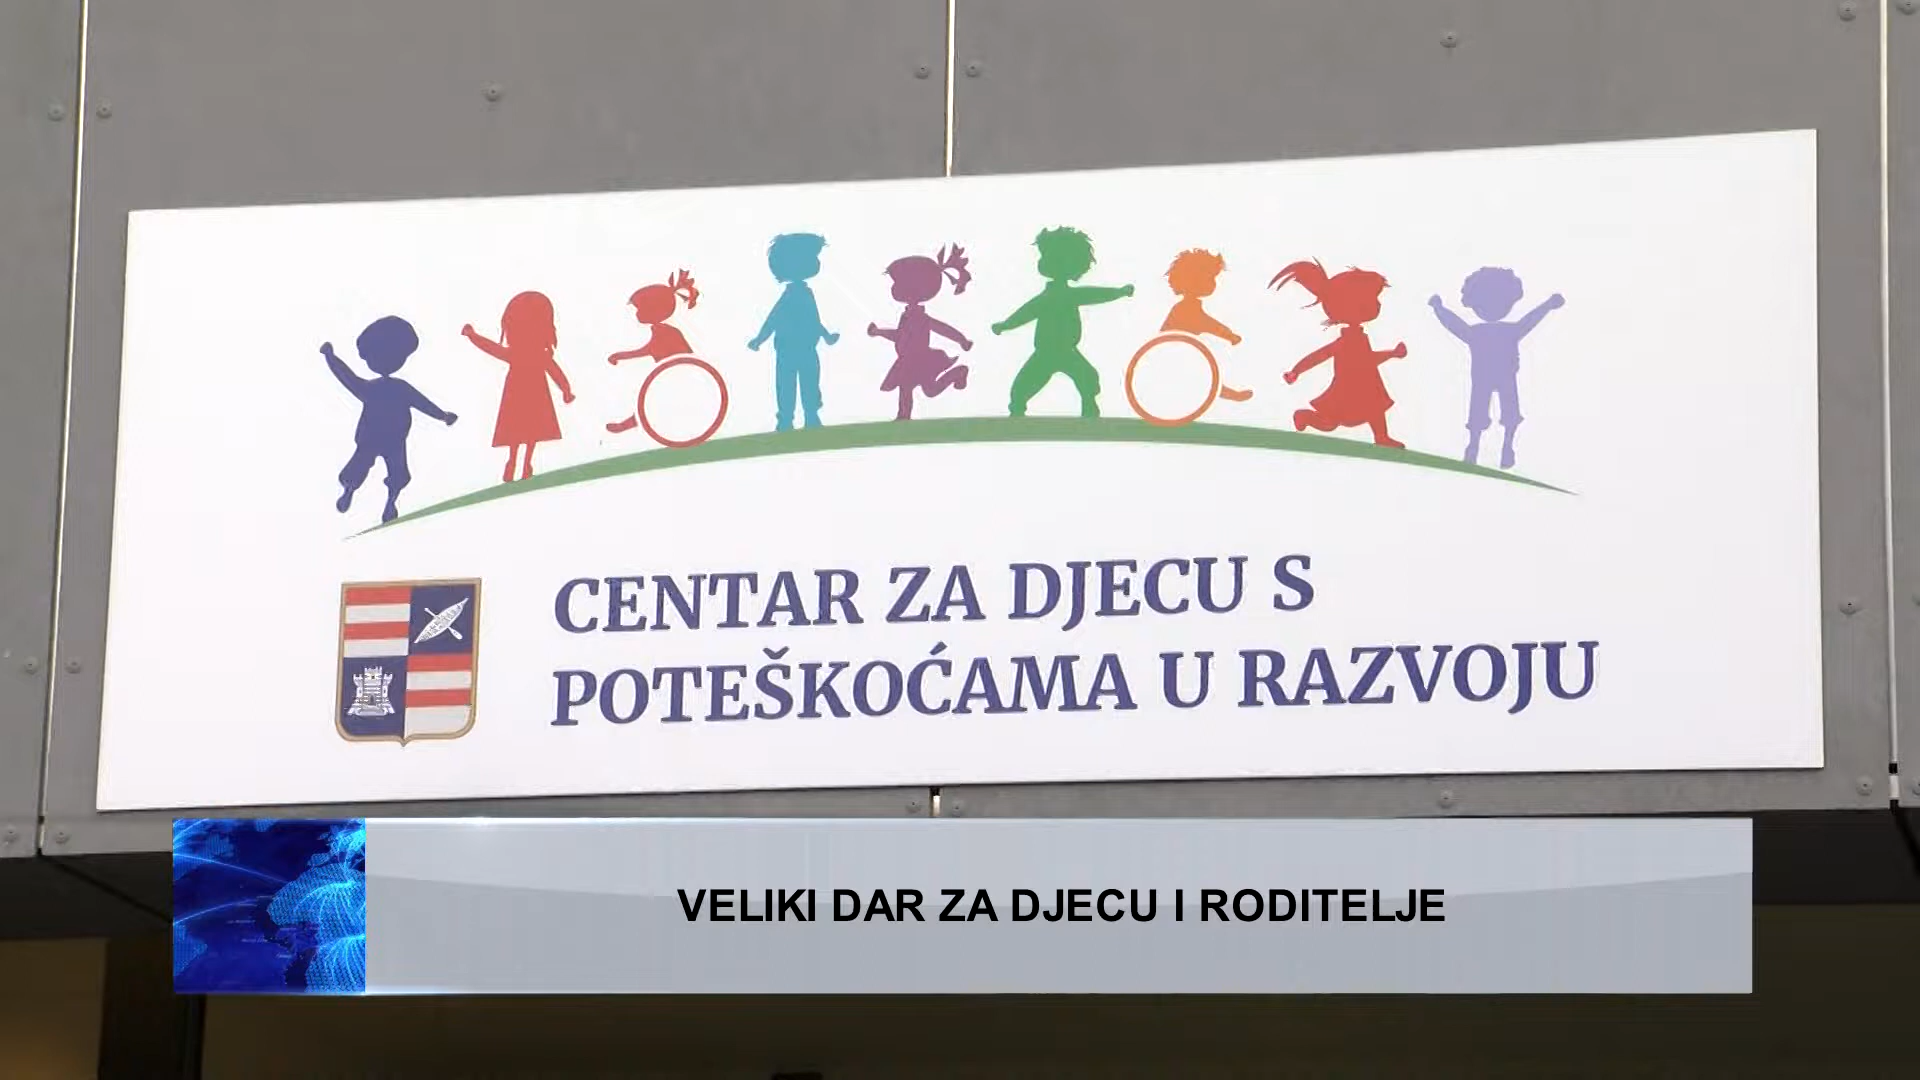 CENTAR ZA DJECU S
POTEŠKOĆAMA U RAZVOJU
VELIKI DAR ZA DJECU I RODITELJE